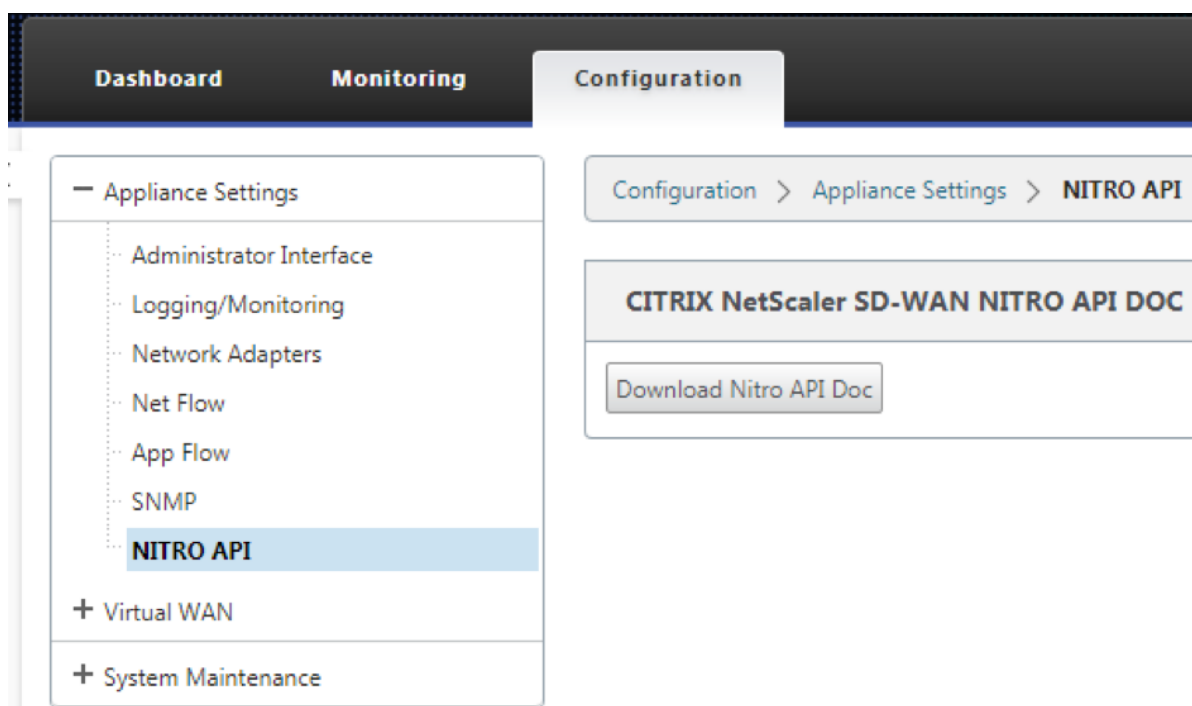 Dashboard Monitoring Configuration
Appliance Settings
Administrator Interface
Logging/Monitoring
Network Adapters
Net Flow
App Flow
SNMP
NITRO API
Virtual WAN
System Maintenance
Configuration > Appliance Settings > NITRO API
CITRIX NetScaler SD-WAN NITRO API DOC
Download Nitro API Doc